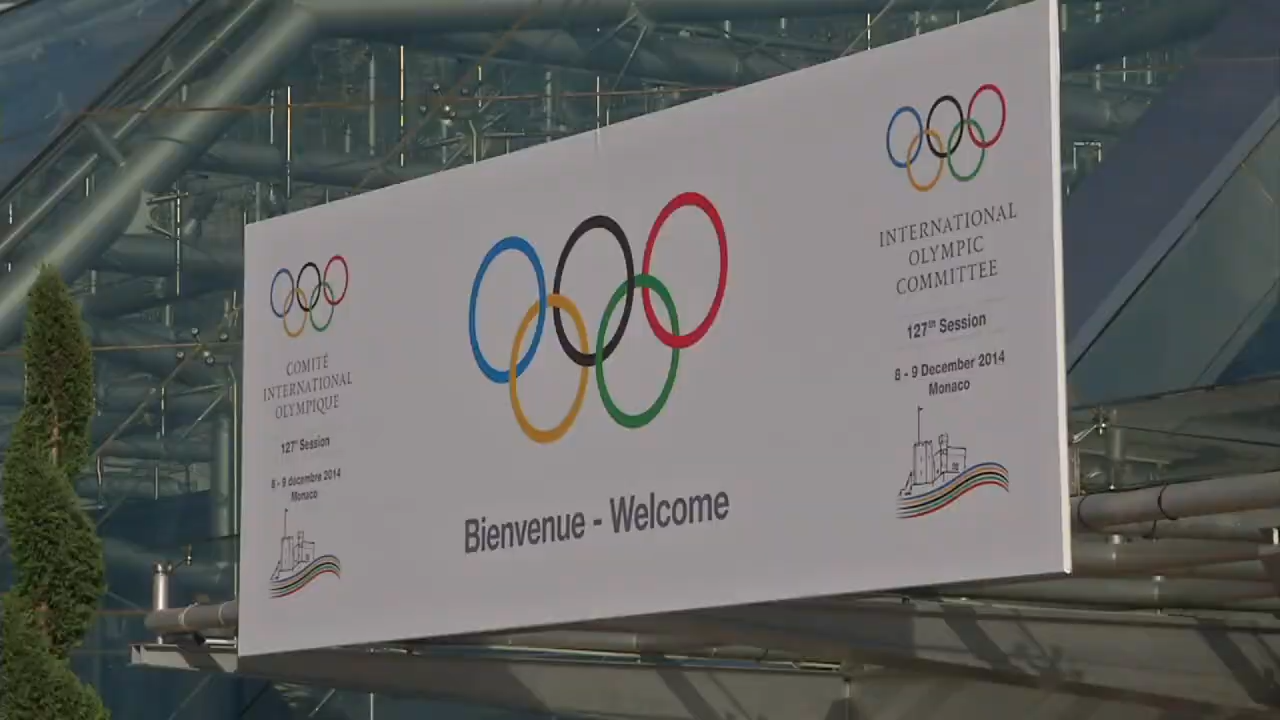 COMITÉ
INTERNATIONAL
OLYMPIQUE
127e Session
8 - 9 décembre 2014
Monaco
Bienvenue - Welcome
INTERNATIONAL
OLYMPIC
COMMITTEE
127th Session
8 - 9 December 2014
Monaco